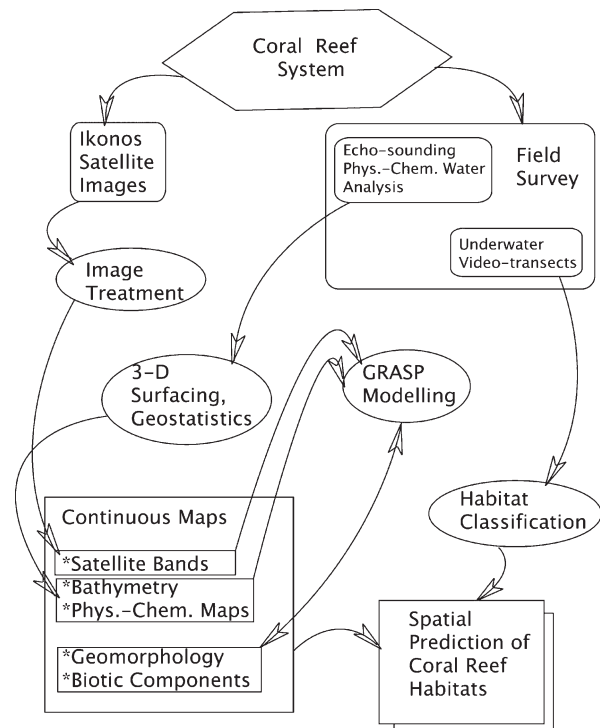 Coral Reef
System
Ikonos
Satellite
Images
Echo-sounding
Phys.-Chem. Water
Analysis
Field
Survey
Underwater
Video-transects
Image
Treatment
3-D
Surfacing,
Geostatistics
GRASP
Modelling
Continuous Maps
*Satellite Bands
*Bathymetry
*Phys.-Chem. Maps
*Geomorphology
*Biotic Components
Habitat
Classification
Spatial
Prediction of
Coral Reef
Habitats